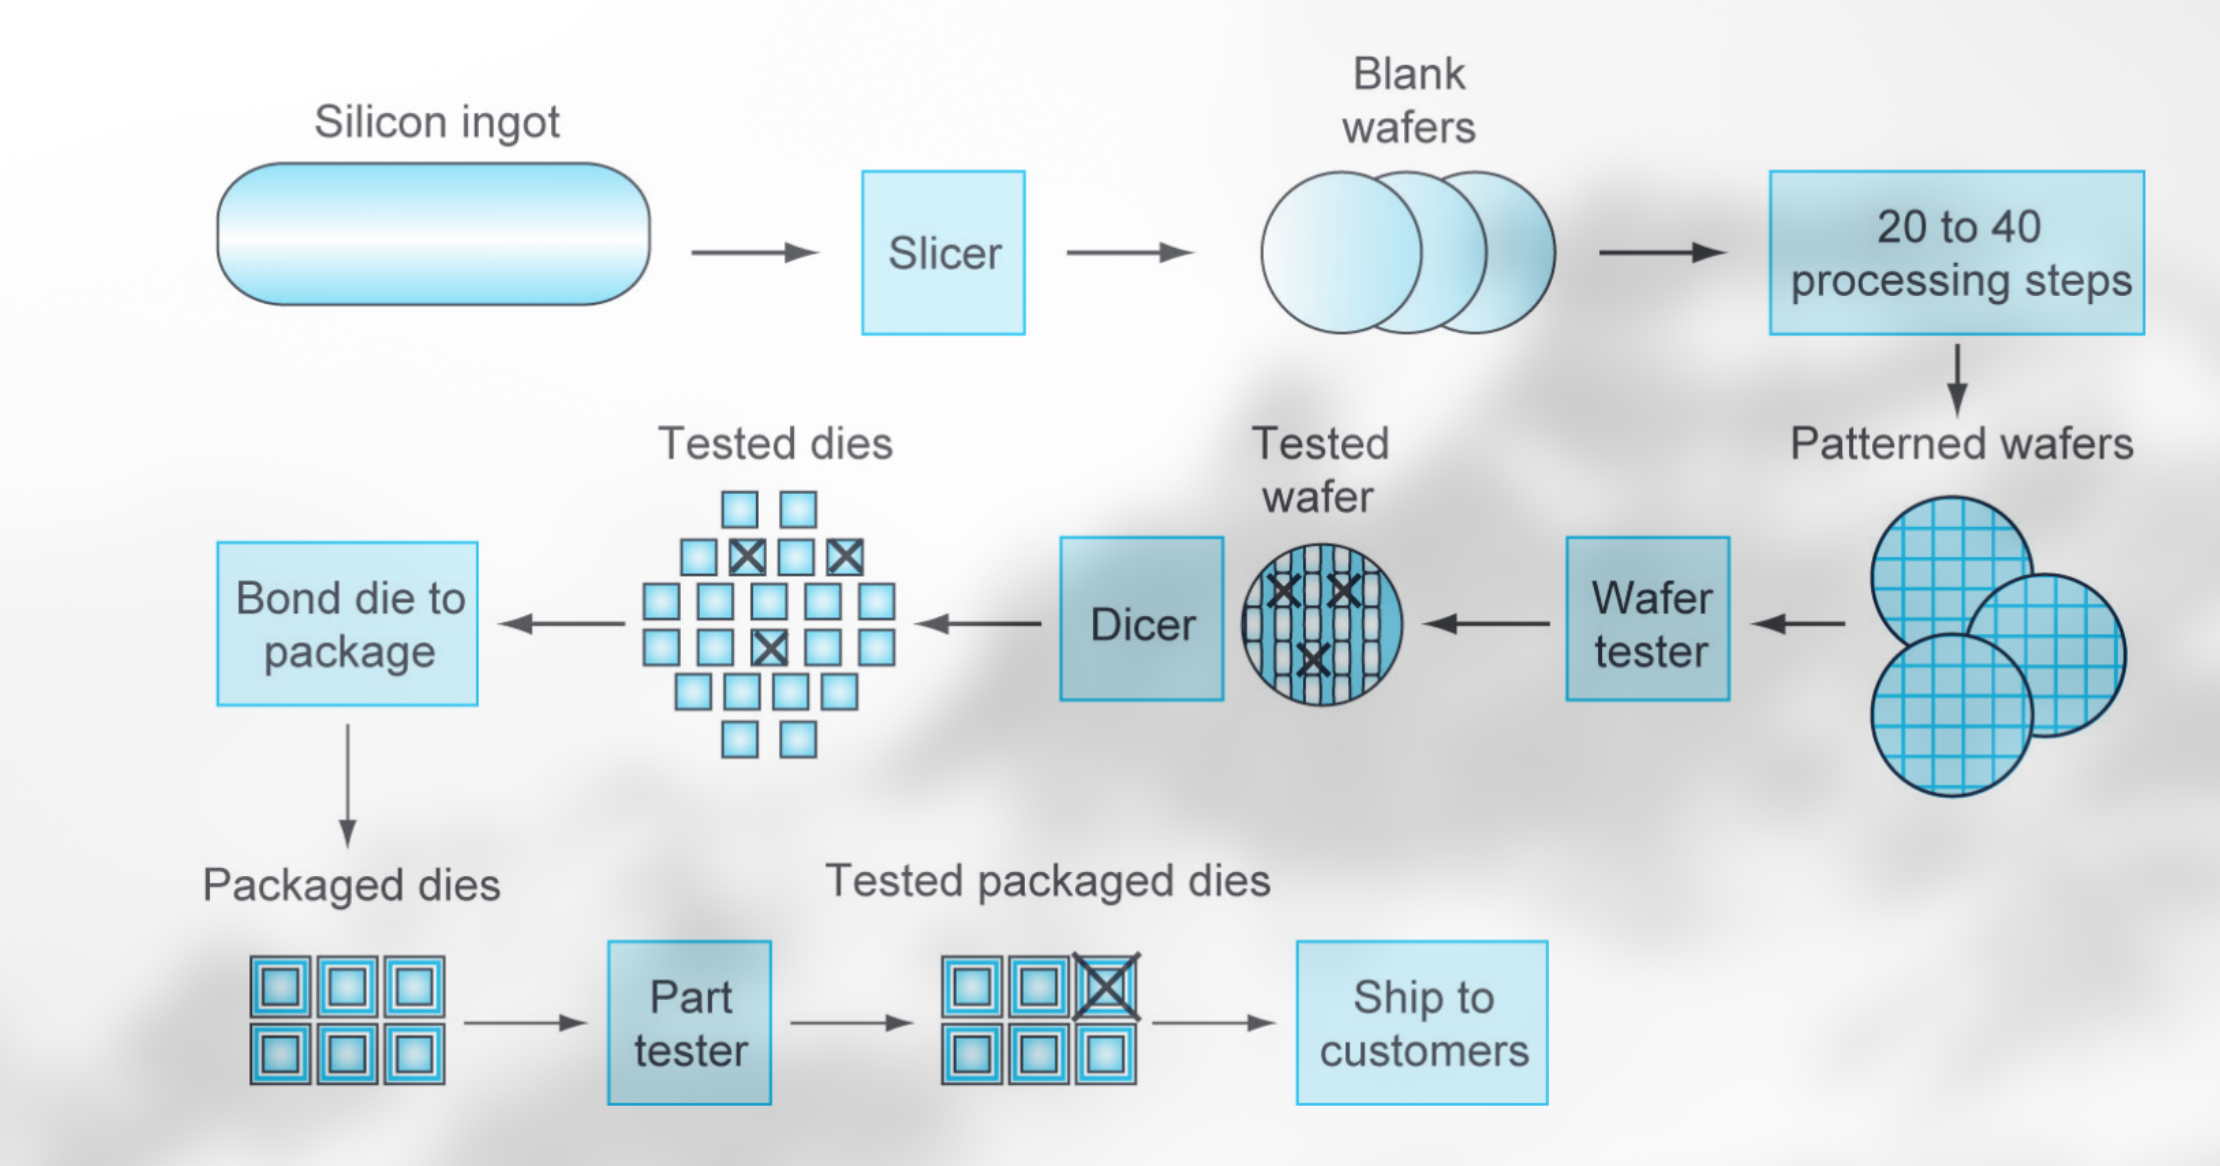 Silicon ingot
Slicer
Blank
wafers
20 to 40
processing steps
Patterned wafers
Wafer
tester
Tested
wafer
Dicer
Tested dies
Bond die to
package
Packaged dies
Part
tester
Tested packaged dies
Ship to
customers